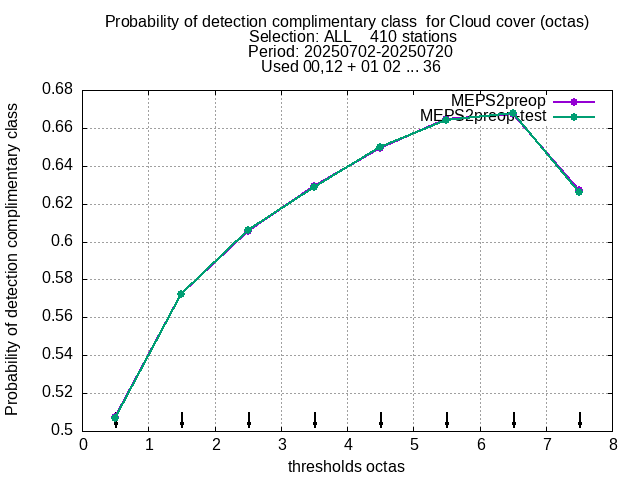 Probability of detection complimentary class  for Cloud cover (octas)
Selection: ALL    410 stations
Period: 20250702-20250720
Used 00,12 + 01 02 ... 36
MEPS2preop
MEPS2preop test
Probability of detection complimentary class
0.68
0.66
0.64
0.62
0.6
0.58
0.56
0.54
0.52
0.5
0 1 2 3 4 5 6 7 8
thresholds octas